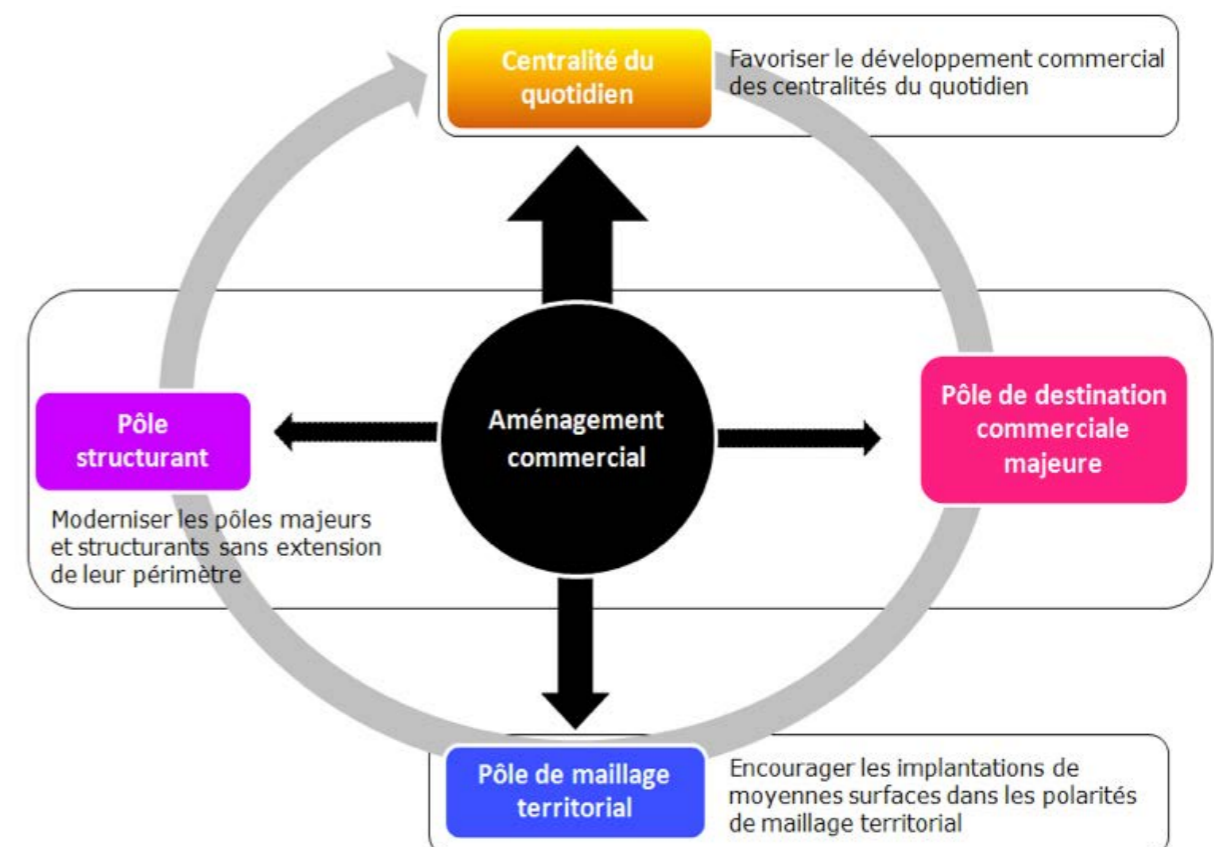 Centralité du
quotidien
Favoriser le développement commercial
des centralités du quotidien
Aménagement
commercial
Pôle
structurant
Pôle de destination
commerciale
majeure
Moderniser les pôles majeurs
et structurants sans extension
de leur périmètre
Pôle de maillage
territorial
Encourager les implantations de
moyennes surfaces dans les polarités
de maillage territorial